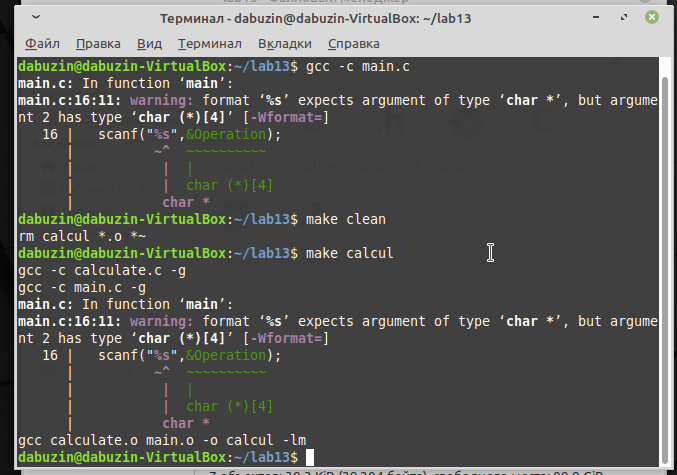 Терминал - dabuzin@dabuzin-VirtualBox: ~/lab13
Файл Правка Вид Терминал Вкладки Справка
dabuzin@dabuzin-VirtualBox:~/lab13$ gcc -c main.c
main.c: In function ‘main’:
main.c:16:11: warning: format ‘%s’ expects argument of type ‘char *’, but argume
nt 2 has type ‘char (*)[4]’ [-Wformat=]
   16 |   scanf("%s",&Operation);
      |          ~^  ~~~~~~~~~~
      |           |  |
      |           |  char (*)[4]
      |           char *
dabuzin@dabuzin-VirtualBox:~/lab13$ make clean
rm calcul *.o *~
dabuzin@dabuzin-VirtualBox:~/lab13$ make calcul
gcc -c calculate.c -g
gcc -c main.c -g
main.c: In function ‘main’:
main.c:16:11: warning: format ‘%s’ expects argument of type ‘char *’, but argume
nt 2 has type ‘char (*)[4]’ [-Wformat=]
   16 |   scanf("%s",&Operation);
      |          ~^  ~~~~~~~~~~
      |           |  |
      |           |  char (*)[4]
      |           char *
gcc calculate.o main.o -o calcul -lm
dabuzin@dabuzin-VirtualBox:~/lab13$